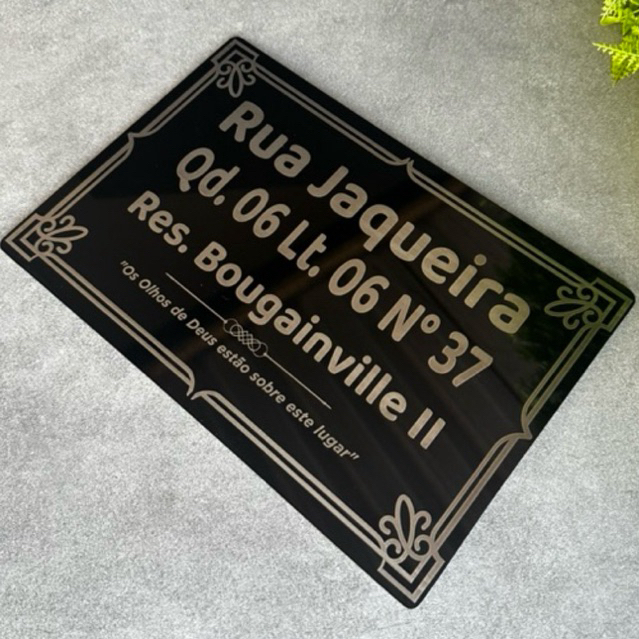 Rua Jaqueira
Qd. 06 Lt. 06 Nº 37
Res. Bougainville II
"Os Olhos de Deus estão sobre este lugar"